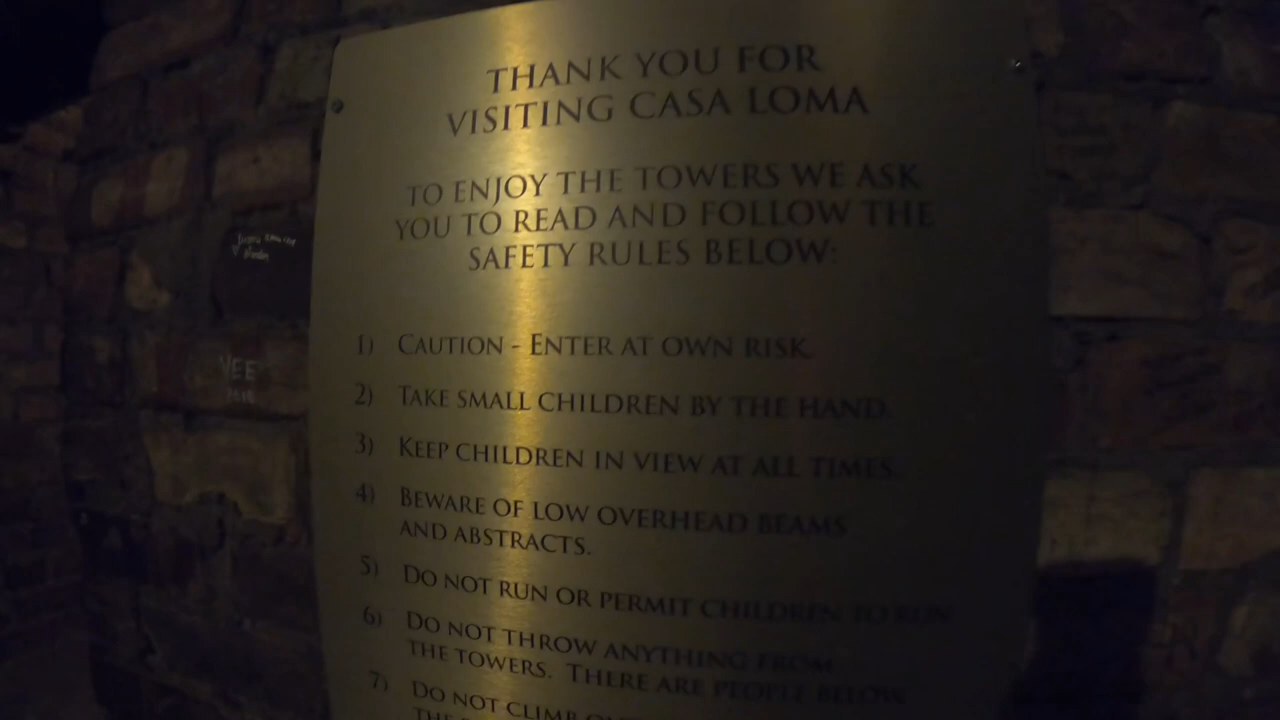 THANK YOU FOR
VISITING CASA LOMA
TO ENJOY THE TOWERS WE ASK
YOU TO READ AND FOLLOW THE
SAFETY RULES BELOW:
1) CAUTION - ENTER AT OWN RISK.
2) TAKE SMALL CHILDREN BY THE HAND.
3) KEEP CHILDREN IN VIEW AT ALL TIMES.
4) BEWARE OF LOW OVERHEAD BEAMS
AND ABSTRACTS.
5) DO NOT RUN OR PERMIT CHILDREN TO RUN
6) DO NOT THROW ANYTHING FROM
THE TOWERS. THERE ARE PEOPLE BELOW.
7) DO NOT CLIMB
THE
VEE